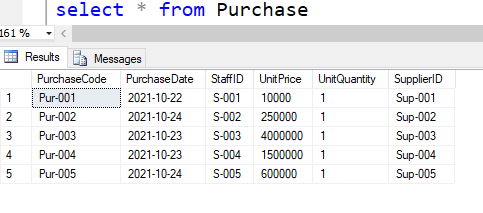 select * from Purchase
161 %
Results Messages
PurchaseCode PurchaseDate StaffID UnitPrice UnitQuantity SupplierID
1 Pur-001 2021-10-22 S-001 10000 1 Sup-001
2 Pur-002 2021-10-24 S-002 250000 1 Sup-002
3 Pur-003 2021-10-23 S-003 4000000 1 Sup-003
4 Pur-004 2021-10-23 S-004 1500000 1 Sup-004
5 Pur-005 2021-10-24 S-005 600000 1 Sup-005